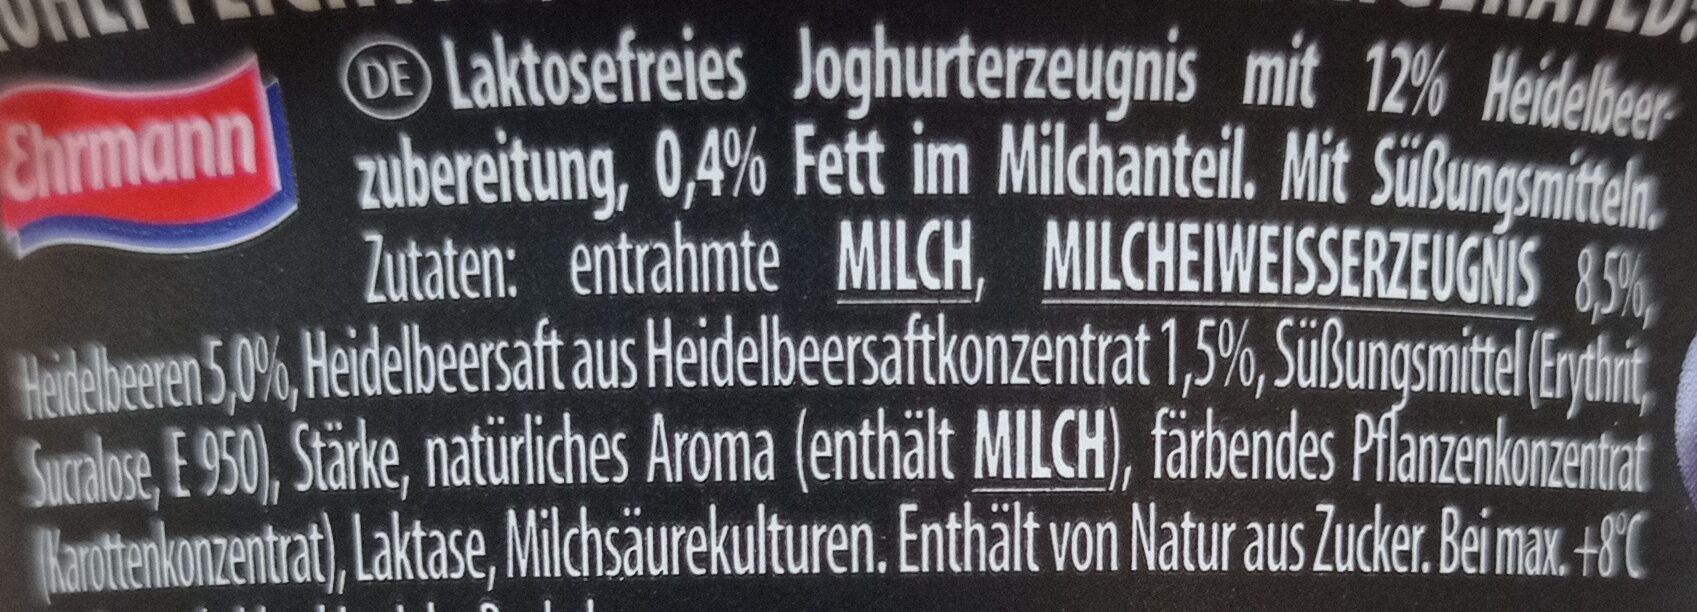 Ehrmann
DE Laktosefreies Joghurterzeugnis mit 12% Heidelbeer-
zubereitung, 0,4% Fett im Milchanteil. Mit Süßungsmitteln.
Zutaten: entrahmte MILCH, MILCHEIWEISSERZEUGNIS 8,5%,
Heidelbeeren 5,0%, Heidelbeersaft aus Heidelbeersaftkonzentrat 1,5%, Süßungsmittel (Erythrit,
Sucralose, E 950), Stärke, natürliches Aroma (enthält MILCH), färbendes Pflanzenkonzentrat
(Karottenkonzentrat), Laktase, Milchsäurekulturen. Enthält von Natur aus Zucker. Bei max. +8°C